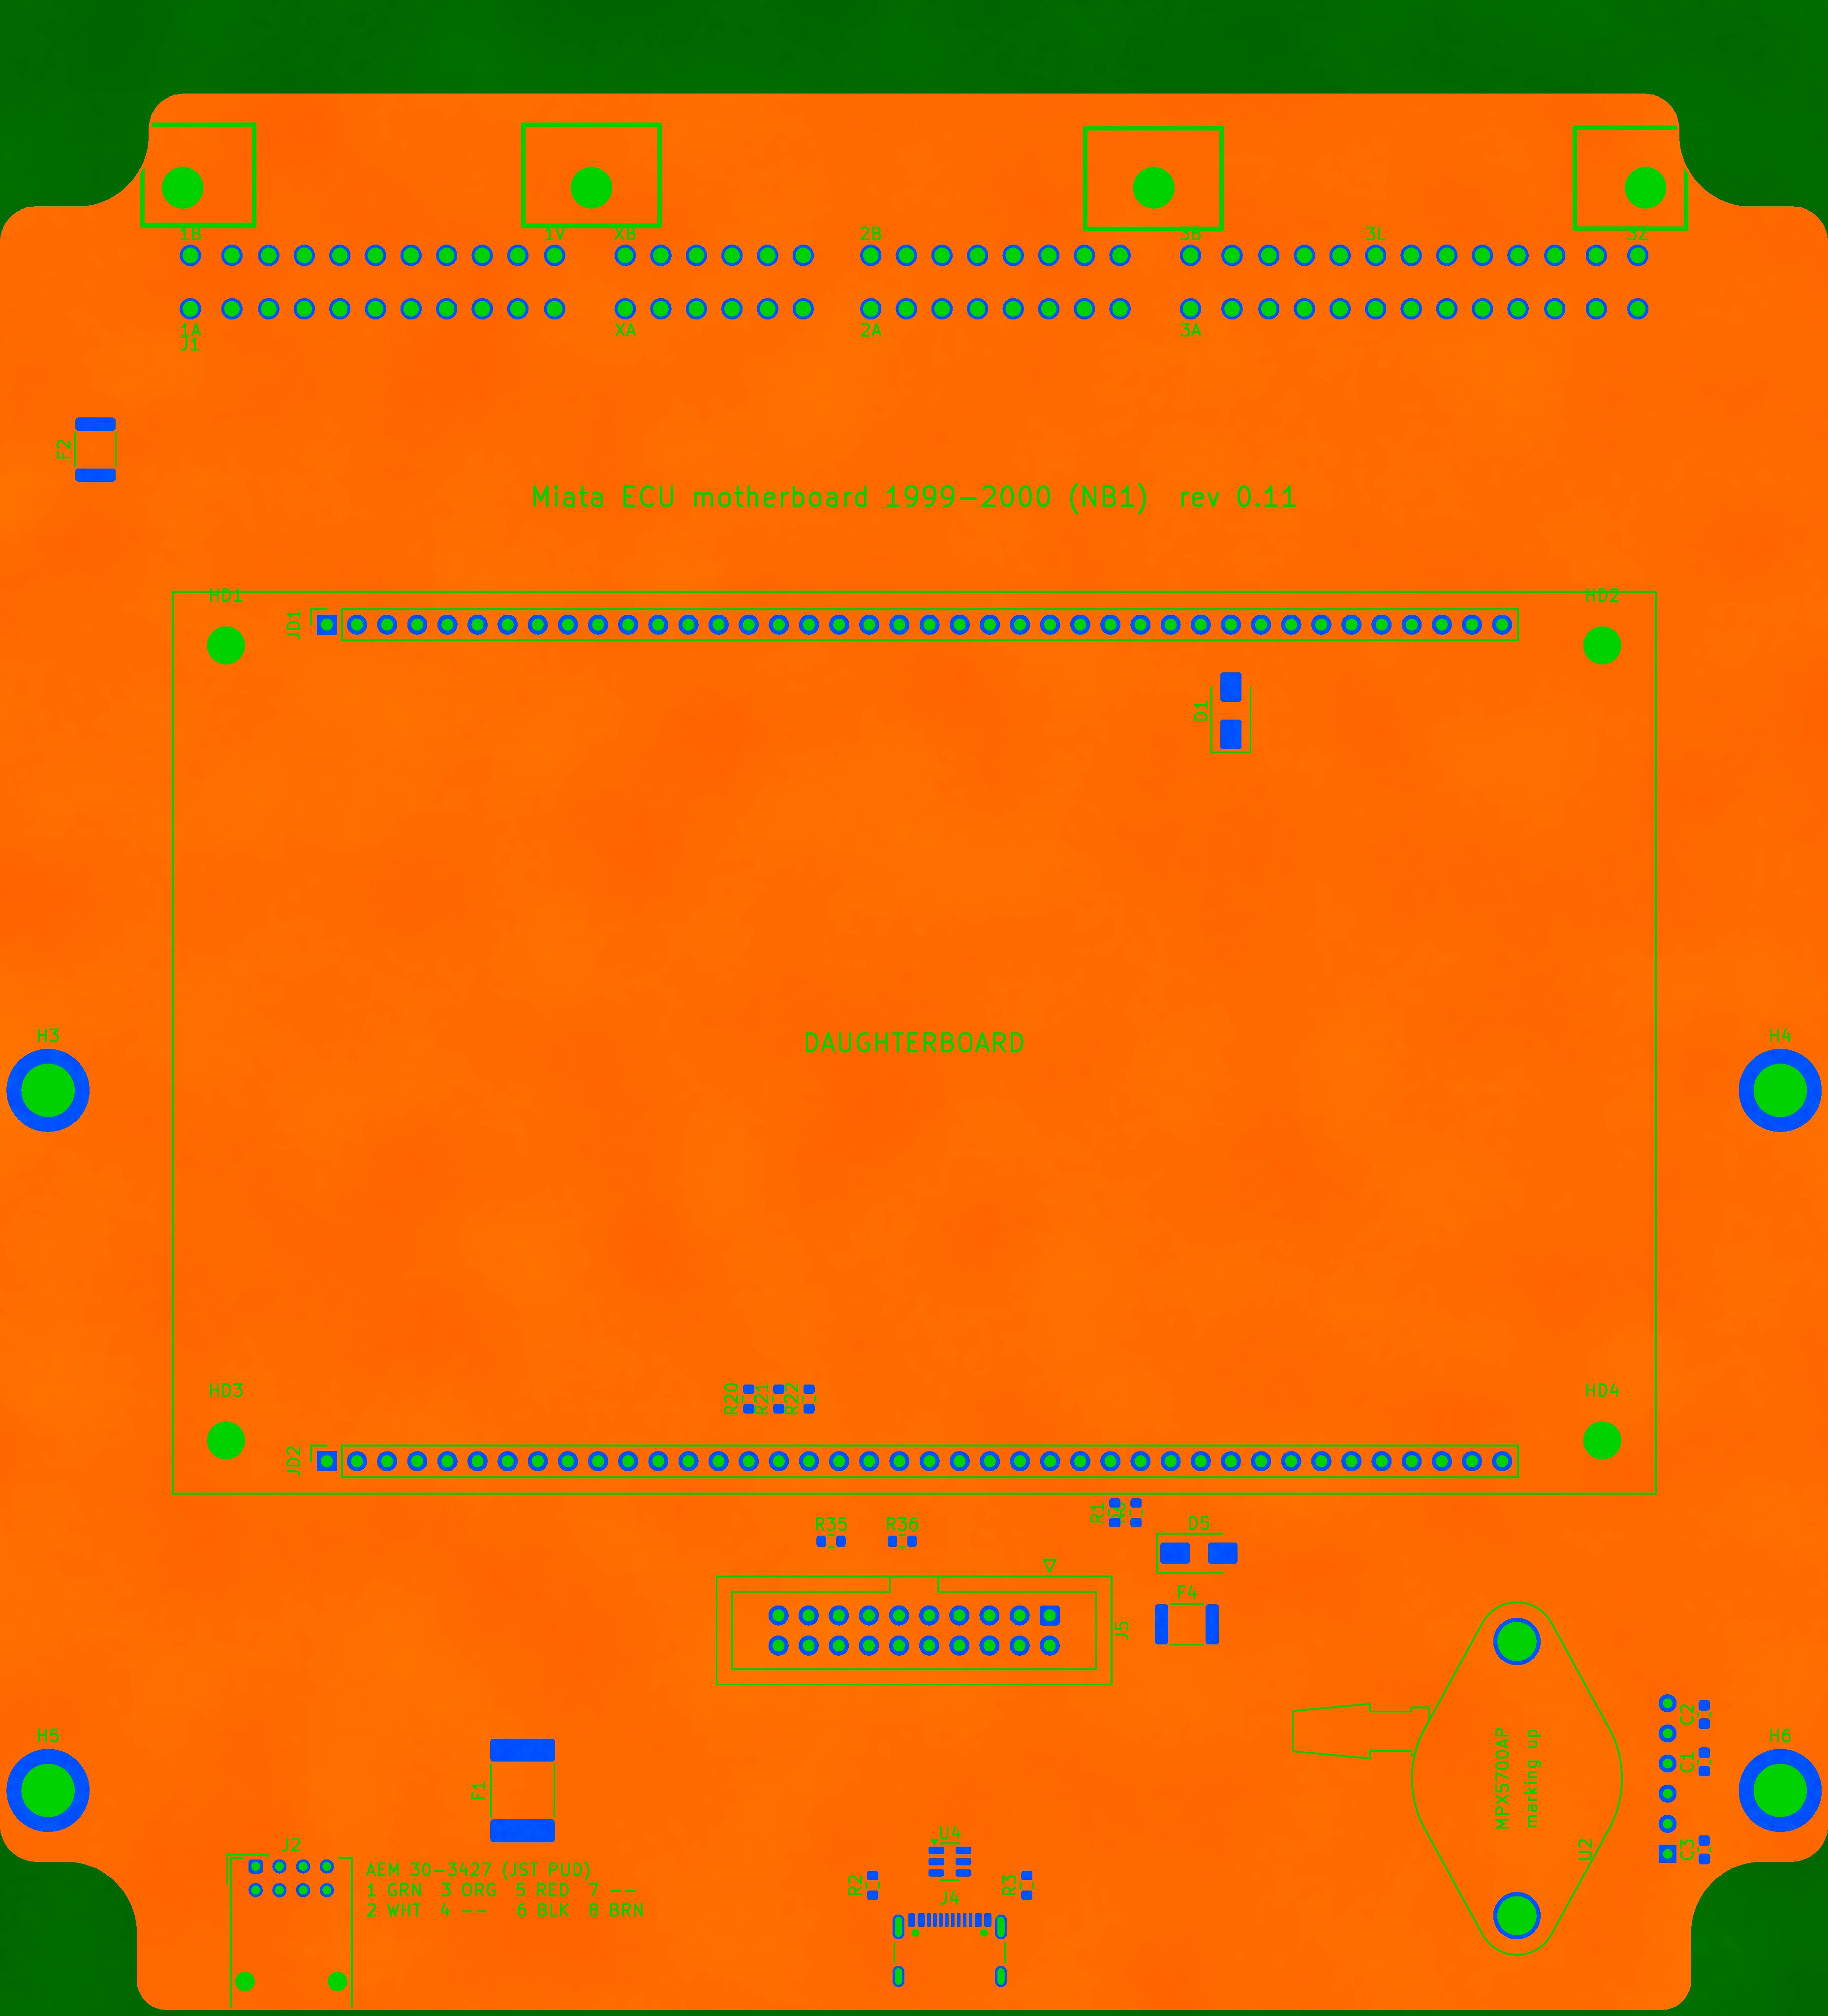 1B 1V XB 2B 3B 3L 3Z
1A XA 2A 3A
J1
F2
Miata ECU motherboard 1999-2000 (NB1) rev 0.11
HD1 HD2
JD1
D1
H3 DAUGHTERBOARD H4
HD3 R20 R21 R22 HD4
JD2
R1
R35 R36 D5
F4
J5
H5 H6
C2
MPX5700AP
marking up
C1
F1
U4
J2 U2 C3
AEM 30-3427 (JST PUD)
1 GRN 3 ORG 5 RED 7 --
2 WHT 4 -- 6 BLK 8 BRN
R2 J4 R3